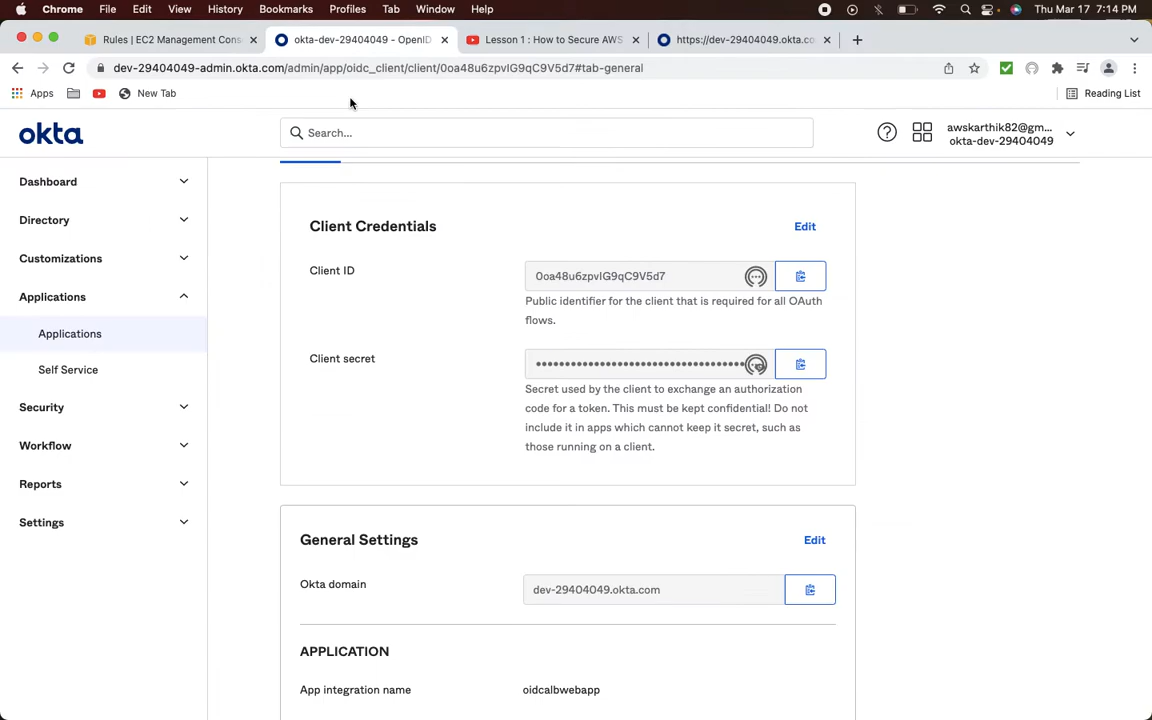 Chrome File Edit View History Bookmarks Profiles Tab Window Help Thu Mar 17 7:14 PM
Rules | EC2 Management Cons okta-dev-29404049 - OpenID Lesson 1 : How to Secure AWS https://dev-29404049.okta.co
dev-29404049-admin.okta.com/admin/app/oidc_client/client/0oa48u6zpvIG9qC9V5d7#tab-general
Apps New Tab Reading List
okta Search... awskarthik82@gm...
okta-dev-29404049
Dashboard
Directory
Customizations
Applications
Applications
Self Service
Security
Workflow
Reports
Settings
Client Credentials Edit
Client ID 0oa48u6zpvIG9qC9V5d7
Public identifier for the client that is required for all OAuth
flows.
Client secret ••••••••••••••••••••••••••••••••••••
Secret used by the client to exchange an authorization
code for a token. This must be kept confidential! Do not
include it in apps which cannot keep it secret, such as
those running on a client.
General Settings Edit
Okta domain dev-29404049.okta.com
APPLICATION
App integration name oidcalbwebapp